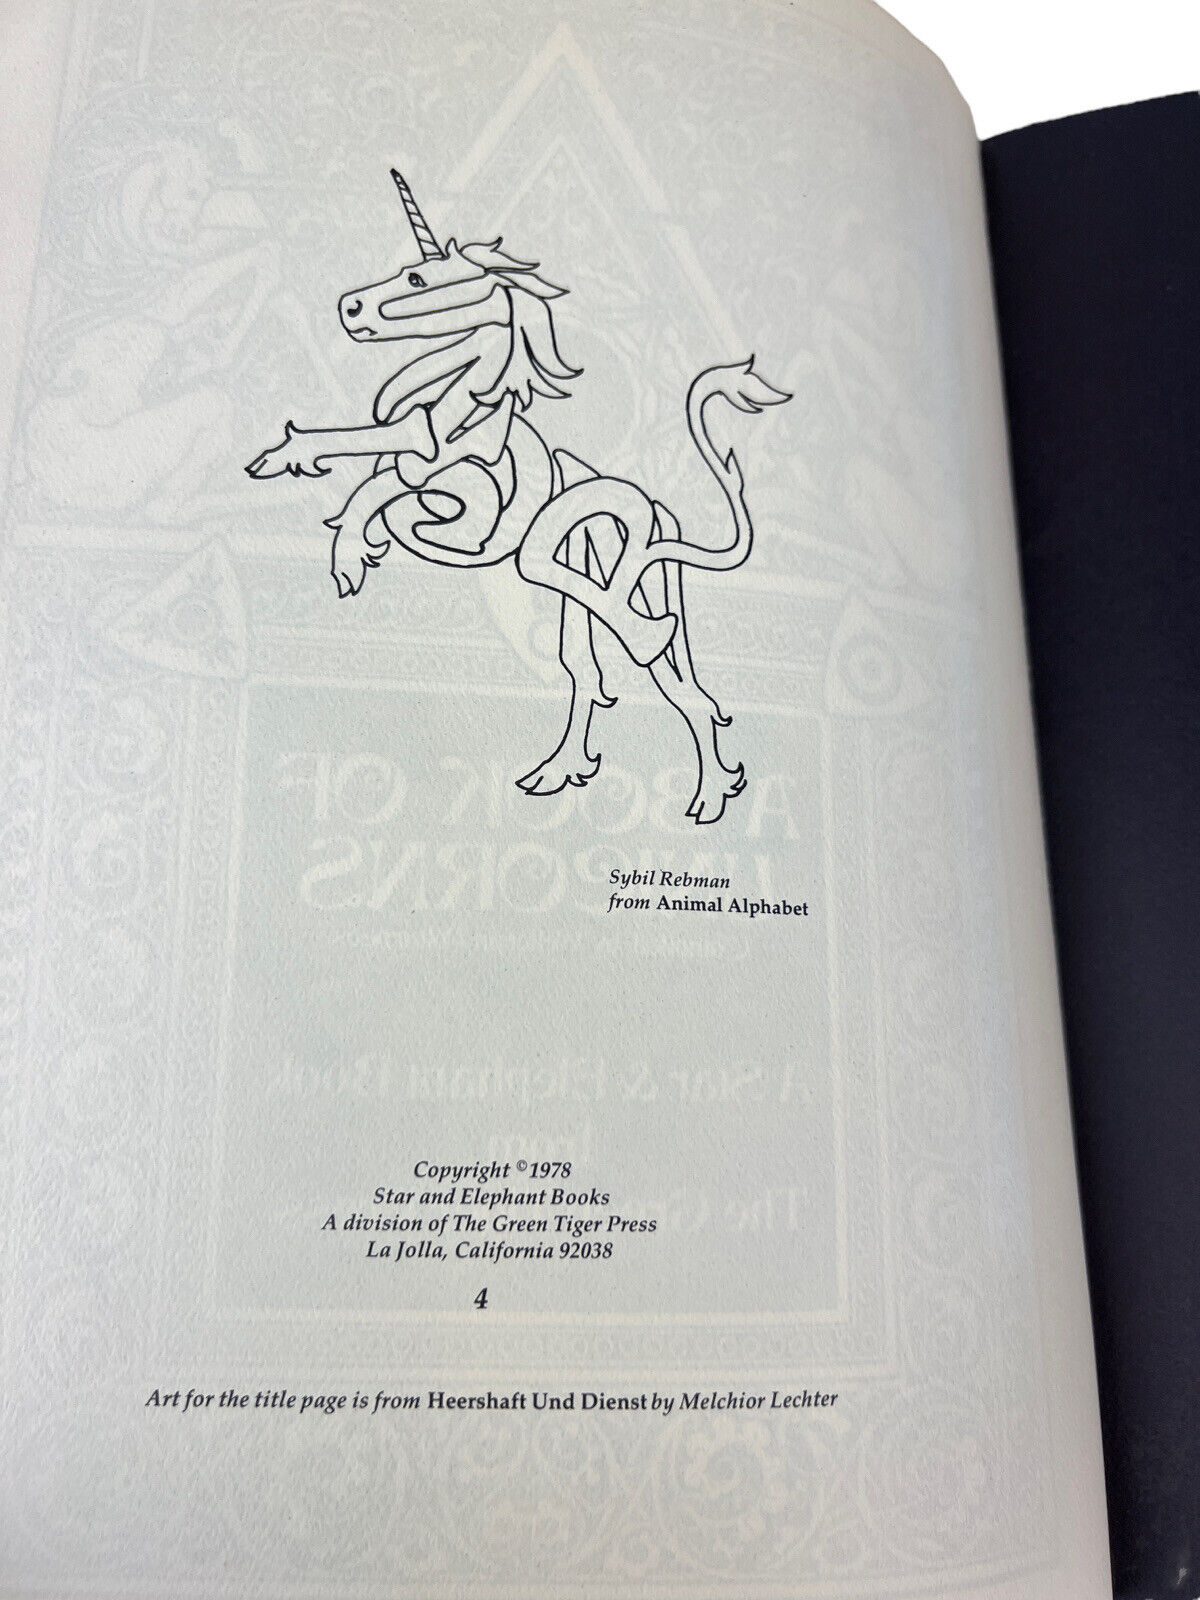 Sybil Rebman
from Animal Alphabet
Copyright ©1978
Star and Elephant Books
A division of The Green Tiger Press
La Jolla, California 92038
4
Art for the title page is from Heershaft Und Dienst by Melchior Lechter